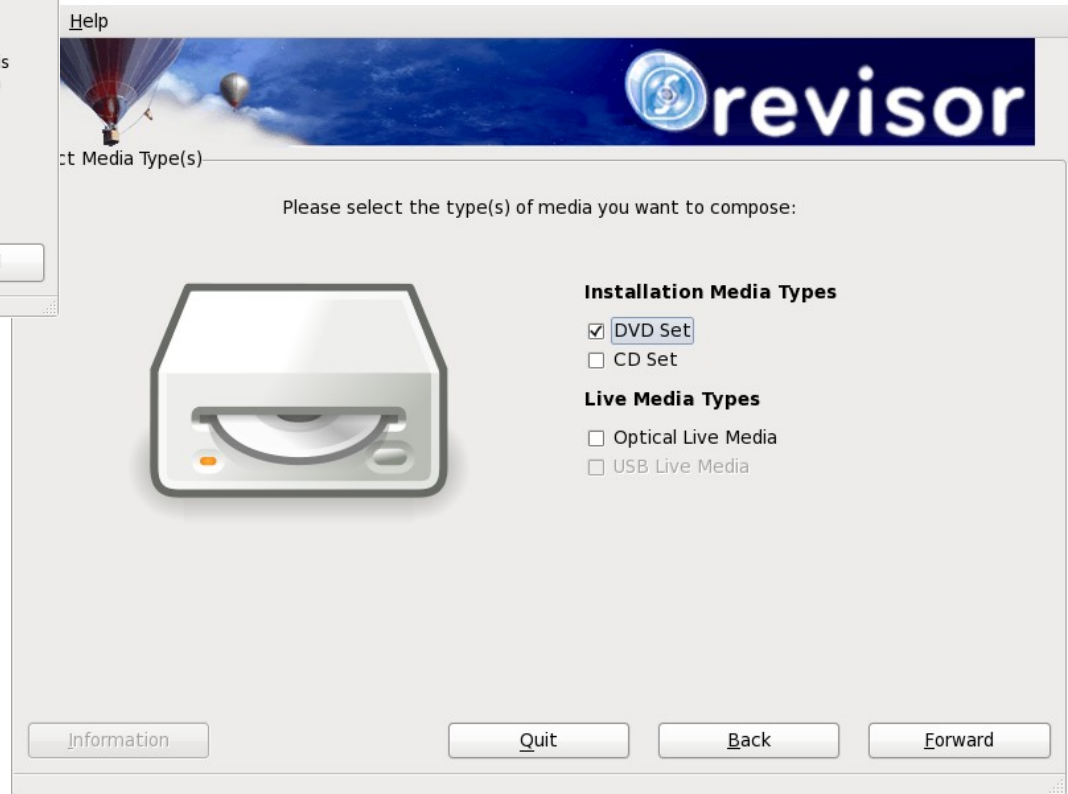 Help
s
revisor
ct Media Type(s)
Please select the type(s) of media you want to compose:
Installation Media Types
DVD Set
CD Set
Live Media Types
Optical Live Media
USB Live Media
Information
Quit
Back
Forward